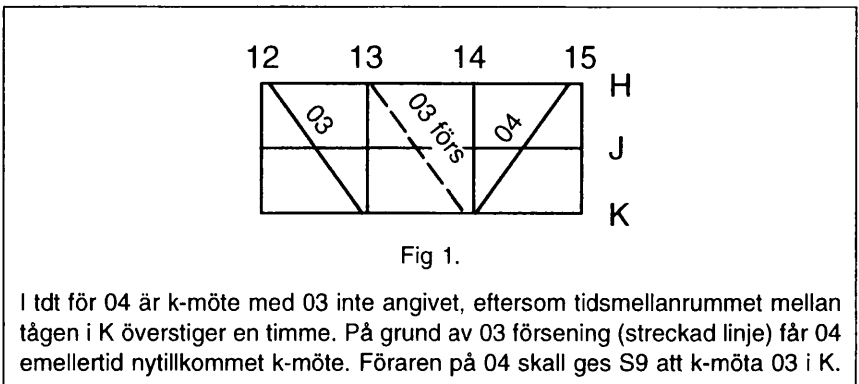 12 13 14 15
H
03
03 förs
04
J
K
Fig 1.
I tdt för 04 är k-möte med 03 inte angivet, eftersom tidsmellanrummet mellan
tågen i K överstiger en timme. På grund av 03 försening (streckad linje) får 04
emellertid nytillkommet k-möte. Föraren på 04 skall ges S9 att k-möta 03 i K.